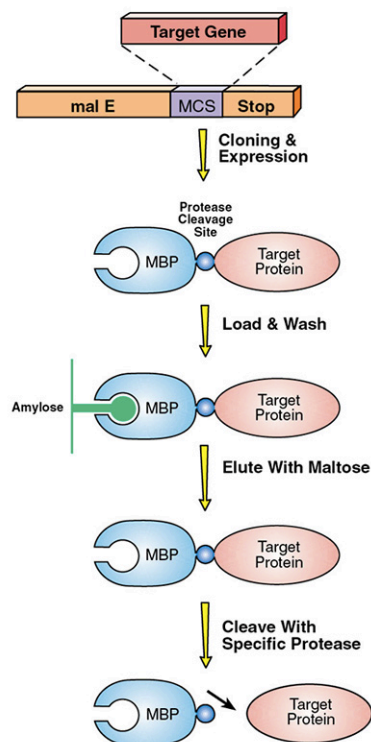 Target Gene
mal E MCS Stop
Cloning &
Expression
Protease
Cleavage
Site
MBP
Target
Protein
Load & Wash
Amylose
MBP
Target
Protein
Elute With Maltose
MBP
Target
Protein
Cleave With
Specific Protease
MBP
Target
Protein